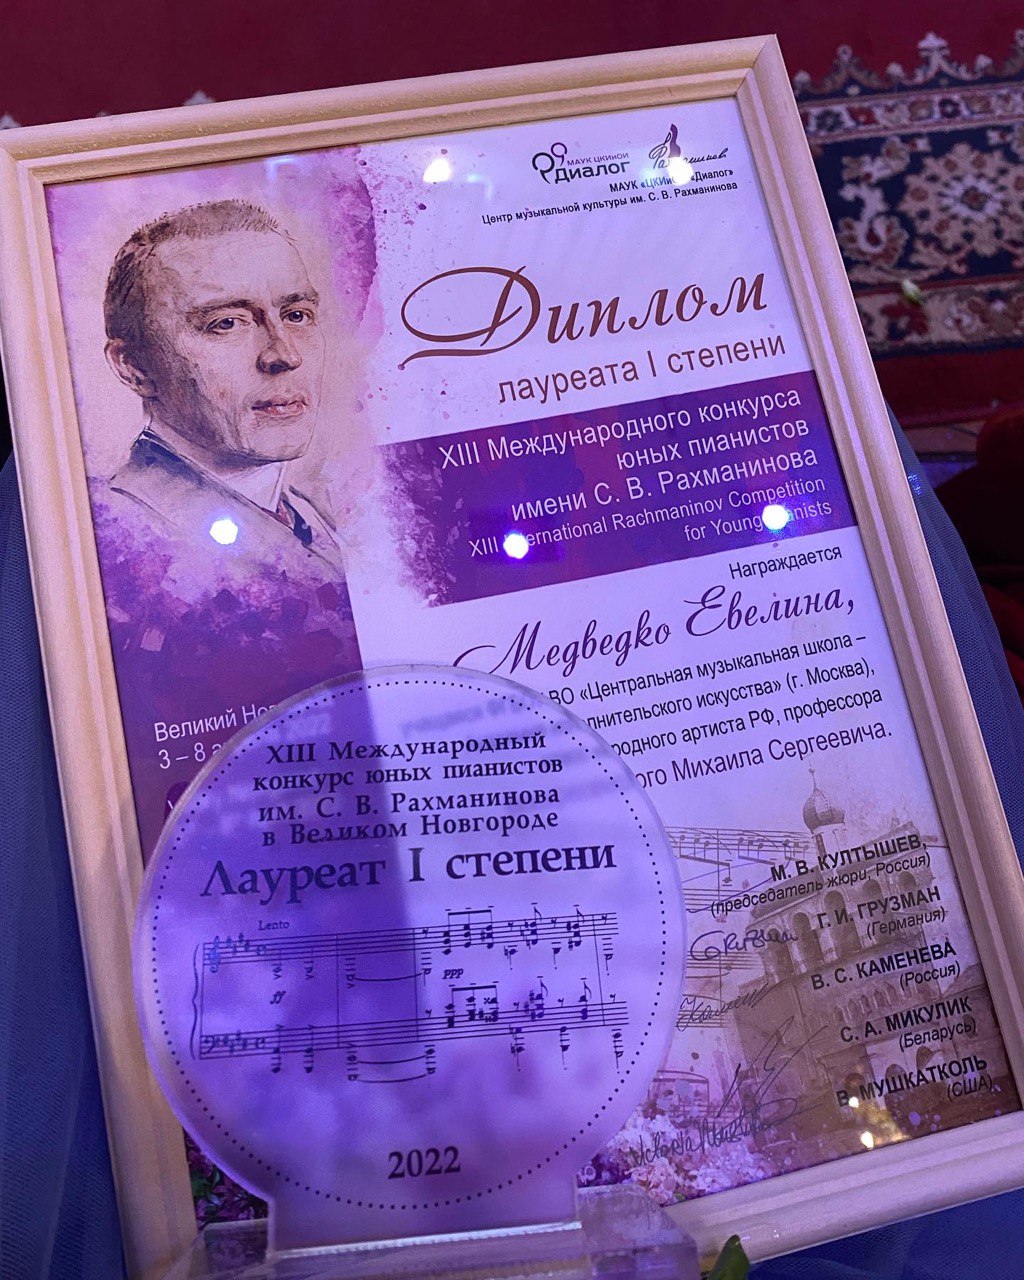 МАУК ЦКИиОИ
ДИАЛОГ
Рахманинов
МАУК «ЦКИиОИ «Диалог»
Центр музыкальной культуры им. С. В. Рахманинова
Диплом
лауреата I степени
XIII Международного конкурса
юных пианистов
имени С. В. Рахманинова
XIII International Rachmaninov Competition
for Young Pianists
Награждается
Медведко Евелина,
ВО «Центральная музыкальная школа –
искусства» (г. Москва),
артиста РФ, профессора
Михаила Сергеевича.
Великий
3 – 8
М. В. КУЛТЫШЕВ,
(председатель жюри, Россия)
Г. И. ГРУЗМАН
(Германия)
В. С. КАМЕНЕВА
(Россия)
С. А. МИКУЛИК
(Беларусь)
В. МУШКАТКОЛЬ
(США)
XIII Международный
конкурс юных пианистов
им. С. В. Рахманинова
в Великом Новгороде
Лауреат I степени
Lento
ff
ppp
2022